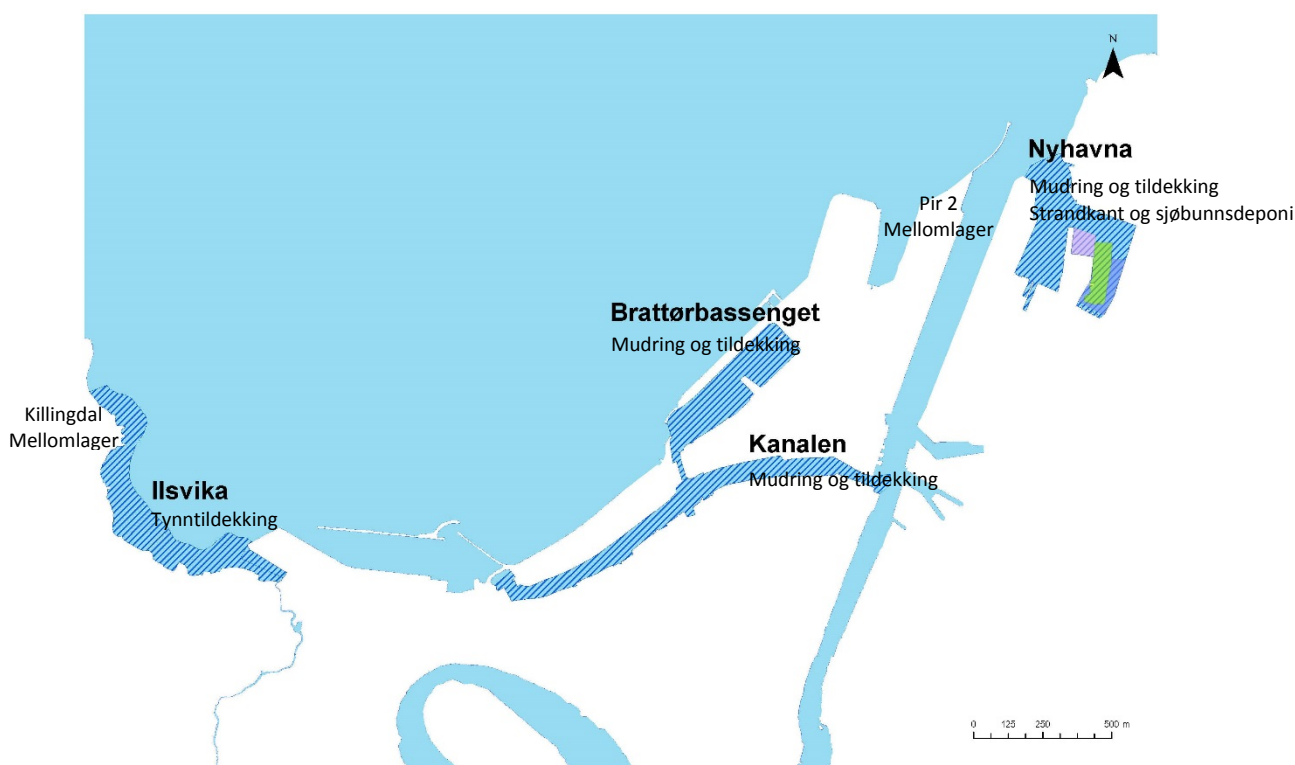 N
Nyhavna
Mudring og tildekking
Strandkant og sjøbunnsdeponi
Pir 2
Mellomlager
Brattørbassenget
Mudring og tildekking
Killingdal
Mellomlager
Kanalen
Mudring og tildekking
Ilsvika
Tynntildekking
0 125 250 500 m